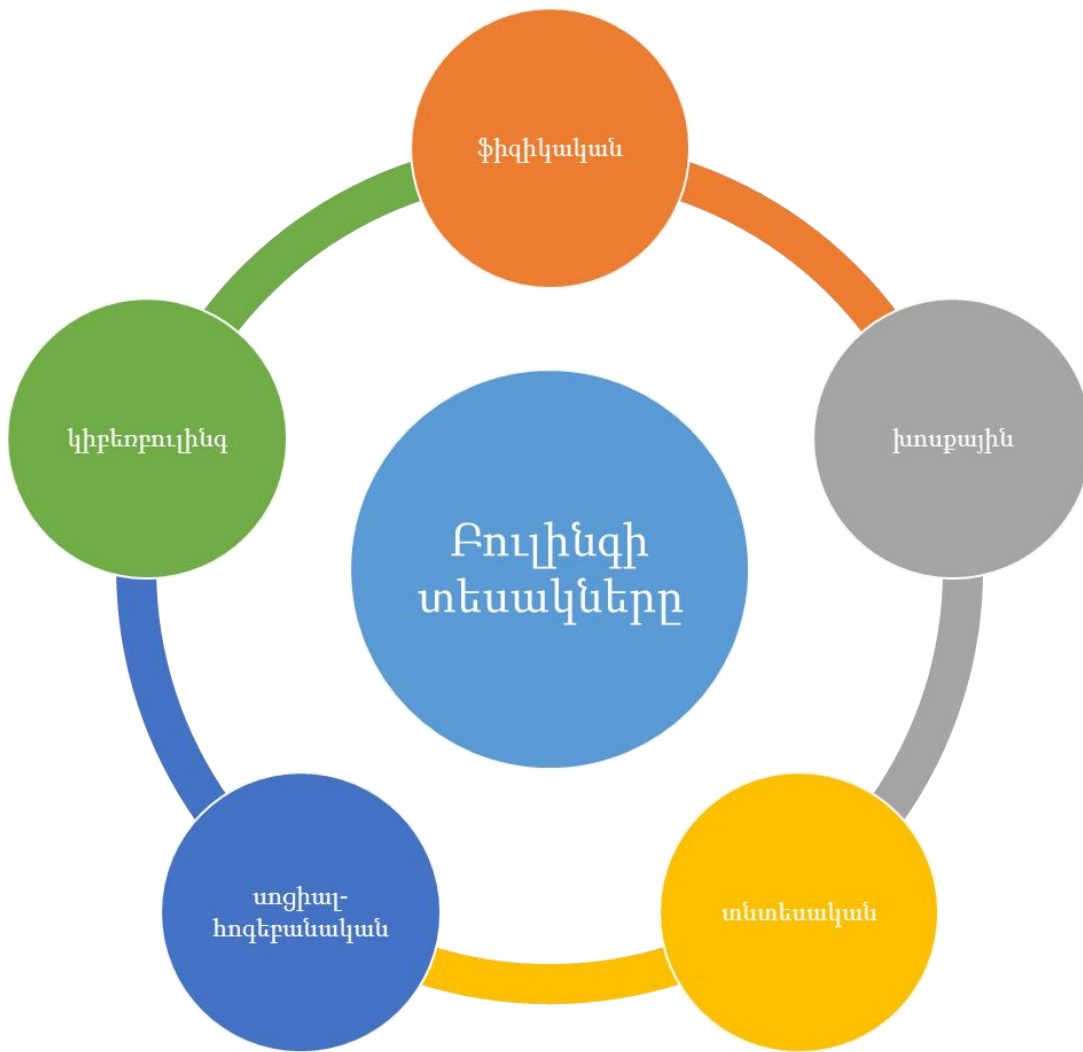 ֆիզիկական
խոսքային
տնտեսական
սոցիալ-
հոգեբանական
կիբեռբուլինգ
Բուլինգի
տեսակները